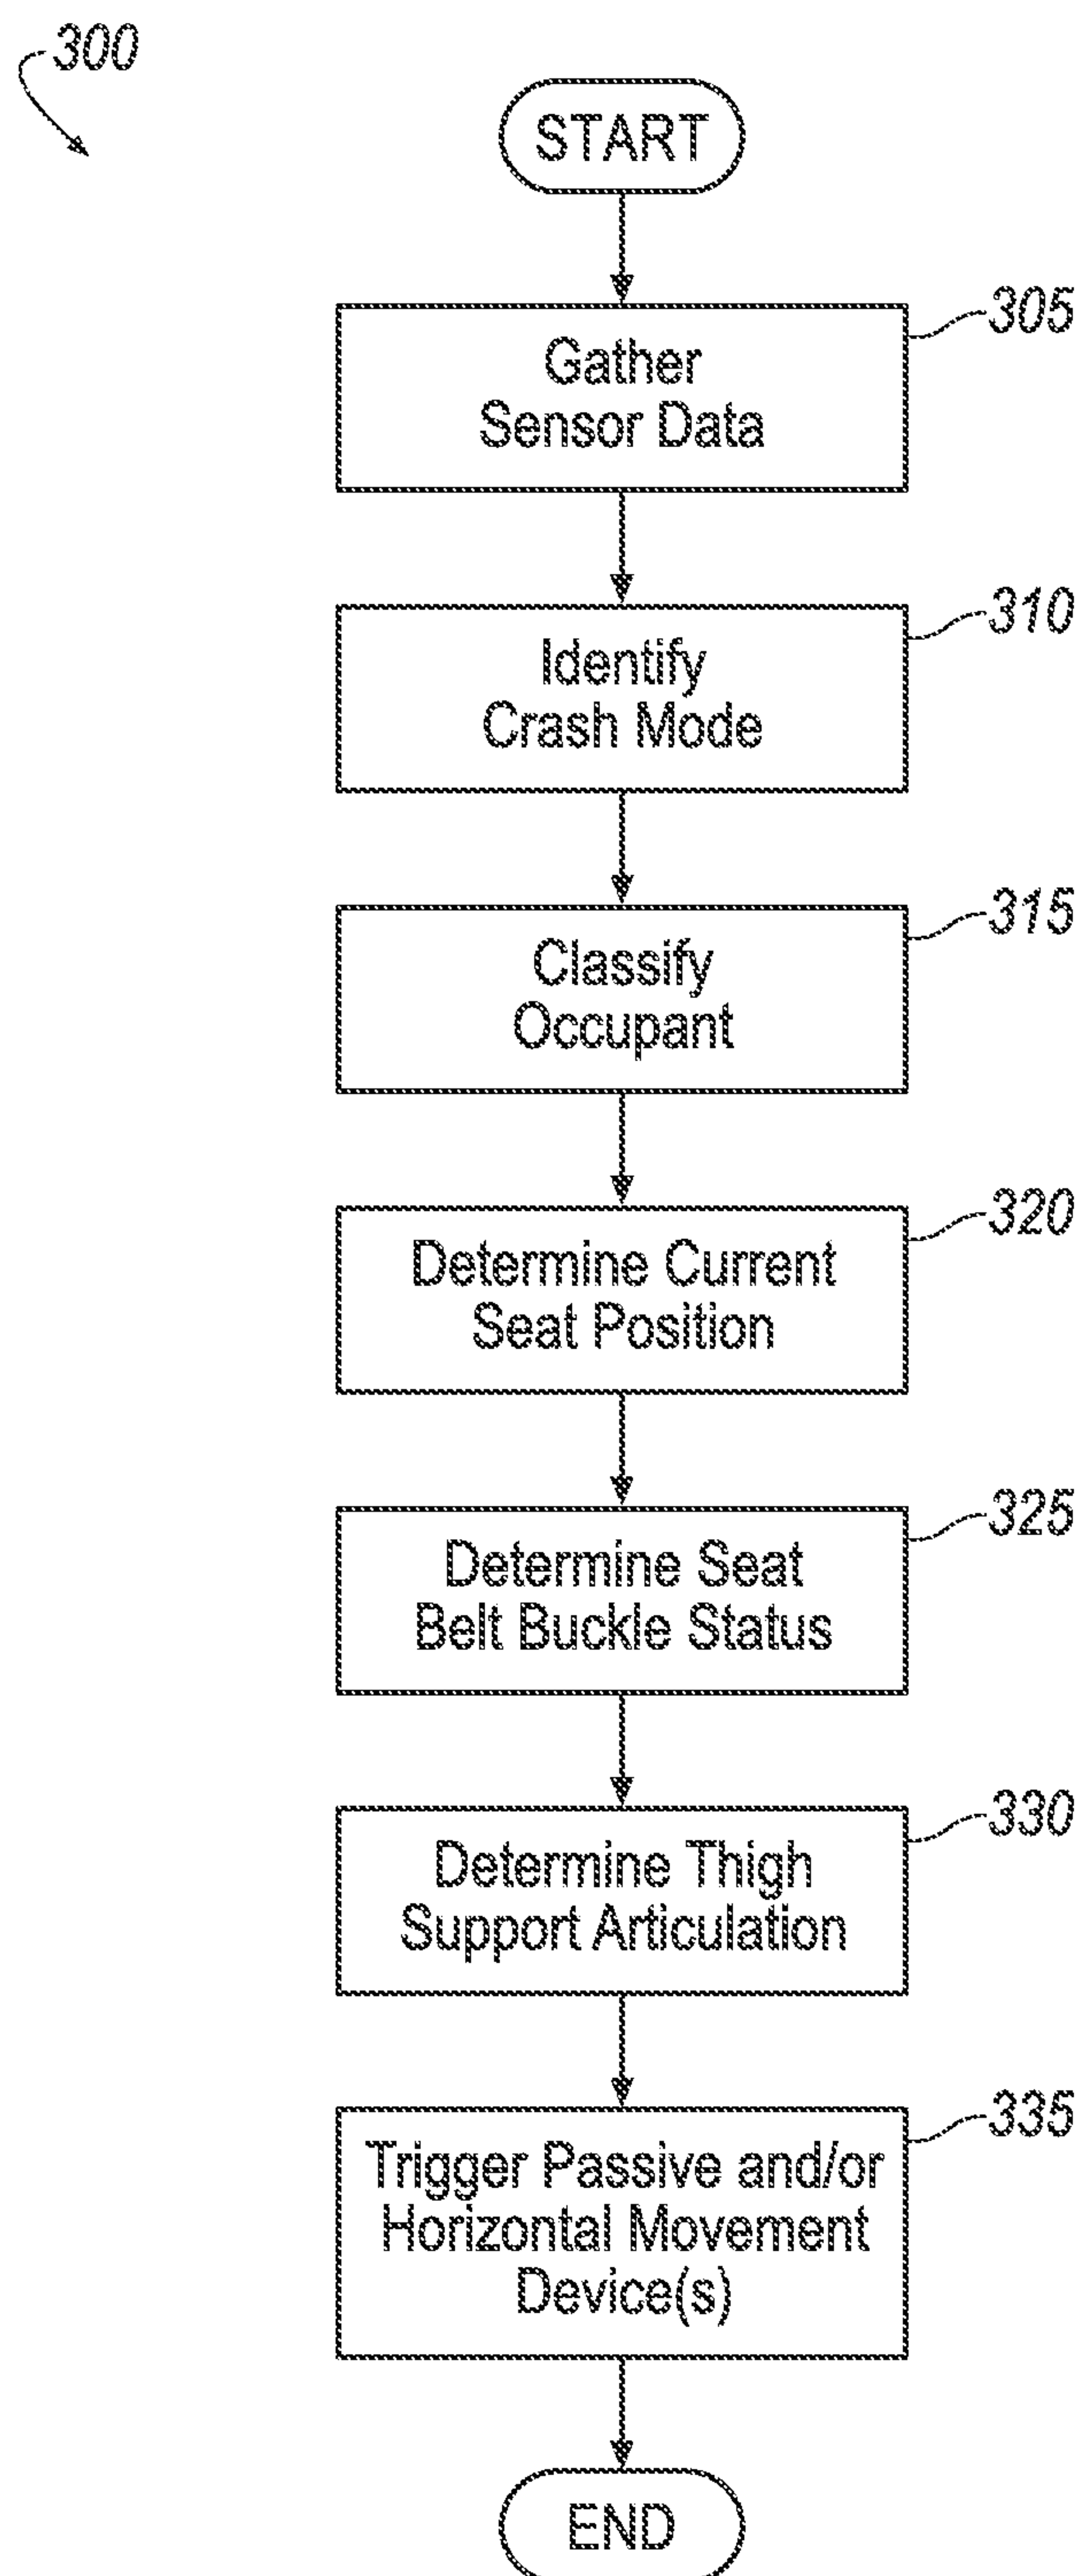 300
START
305
Gather
Sensor Data
310
Identify
Crash Mode
315
Classify
Occupant
320
Determine Current
Seat Position
325
Determine Seat
Belt Buckle Status
330
Determine Thigh
Support Articulation
335
Trigger Passive and/or
Horizontal Movement
Device(s)
END